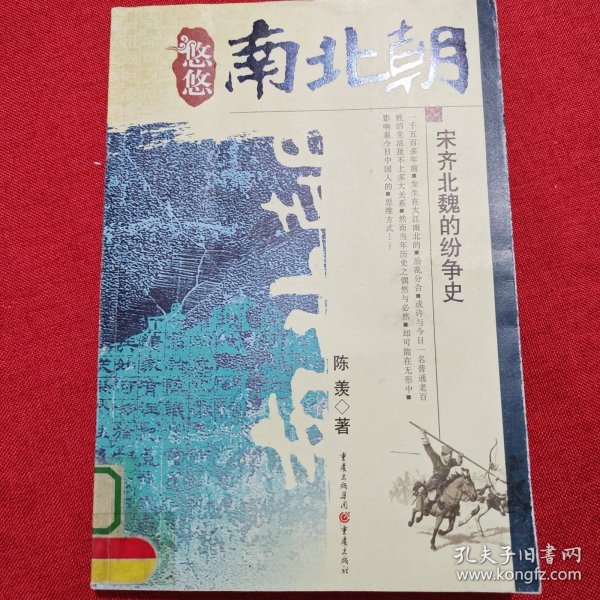 悠悠
南北朝
宋齐北魏的纷争史
一千五百多年前■发生在大江南北的■治乱分合■或许与今日一名普通老百
姓的生活扯不上多大关系■然而当年历史之偶然与必然■却可能在无形中■
影响着今日中国人的■思维方式……
陈羡◇著
重庆出版集团
重庆出版社
孔夫子旧书网
www.kongfz.com